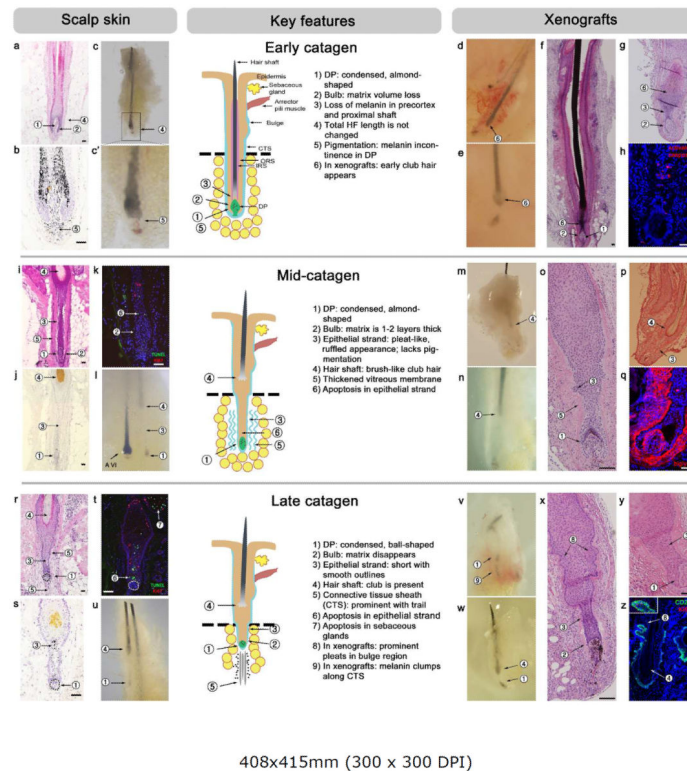 Scalp skin
Key features
Xenografts
Early catagen
a
c
b
c'
Hair shaft
Epidermis
Sebaceous
gland
Arrector
pili muscle
Bulge
CTS
ORS
IRS
DP
1) DP: condensed, almond-
shaped
2) Bulb: matrix volume loss
3) Loss of melanin in precortex
and proximal shaft
4) Total HF length is not
changed
5) Pigmentation: melanin incon-
tinence in DP
6) In xenografts: early club hair
appears
d
f
g
e
h
Mid-catagen
i
k
TUNEL
j
l
A VI
1) DP: condensed, almond-
shaped
2) Bulb: matrix is 1-2 layers thick
3) Epithelial strand: pleat-like,
ruffled appearance; lacks pig-
mentation
4) Hair shaft: brush-like club hair
5) Thickened vitreous membrane
6) Apoptosis in epithelial strand
m
o
p
n
q
Late catagen
r
t
TUNEL
s
u
1) DP: condensed, ball-shaped
2) Bulb: matrix disappears
3) Epithelial strand: short with
smooth outlines
4) Hair shaft: club is present
5) Connective tissue sheath
(CTS): prominent with trail
6) Apoptosis in epithelial strand
7) Apoptosis in sebaceous
glands
8) In xenografts: prominent
pleats in bulge region
9) In xenografts: melanin clumps
along CTS
v
x
y
w
z
408x415mm (300 x 300 DPI)